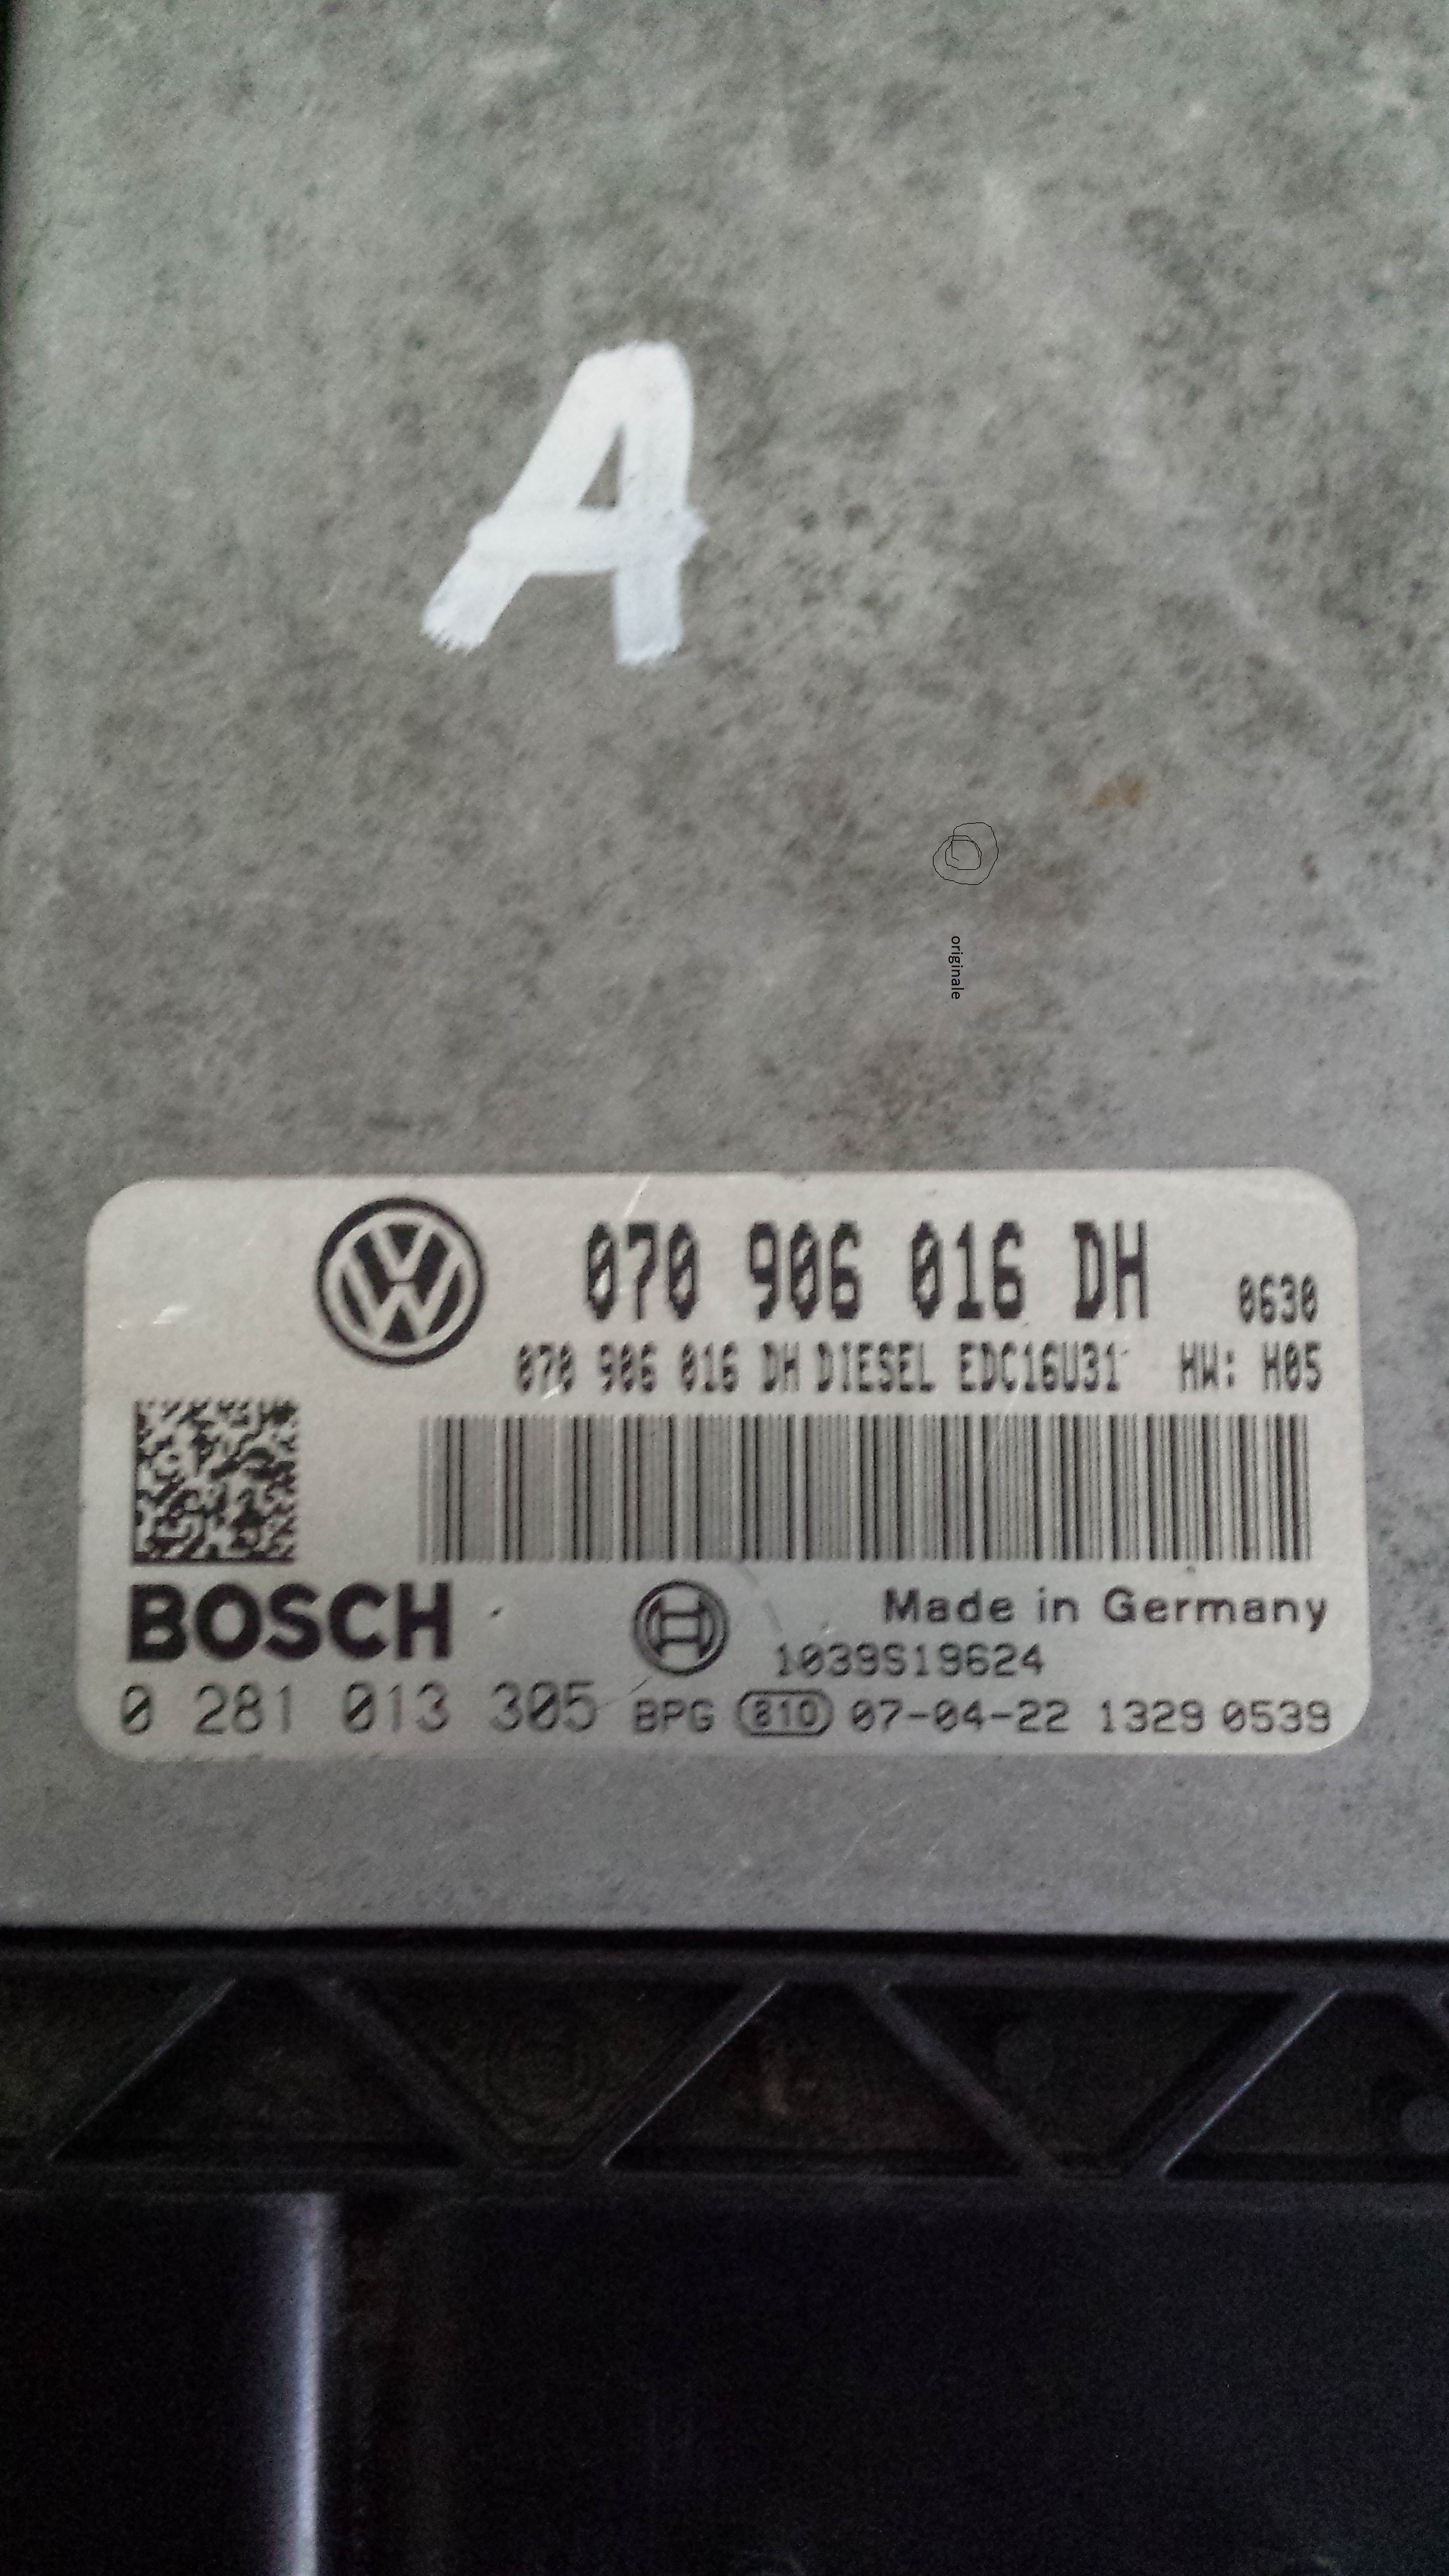 A
originale
070 906 016 DH 0630
070 906 016 DH DIESEL EDC16U31 HW: H05
BOSCH
Made in Germany
1039S19624
0 281 013 305 BPG 810 07-04-22 1329 0539